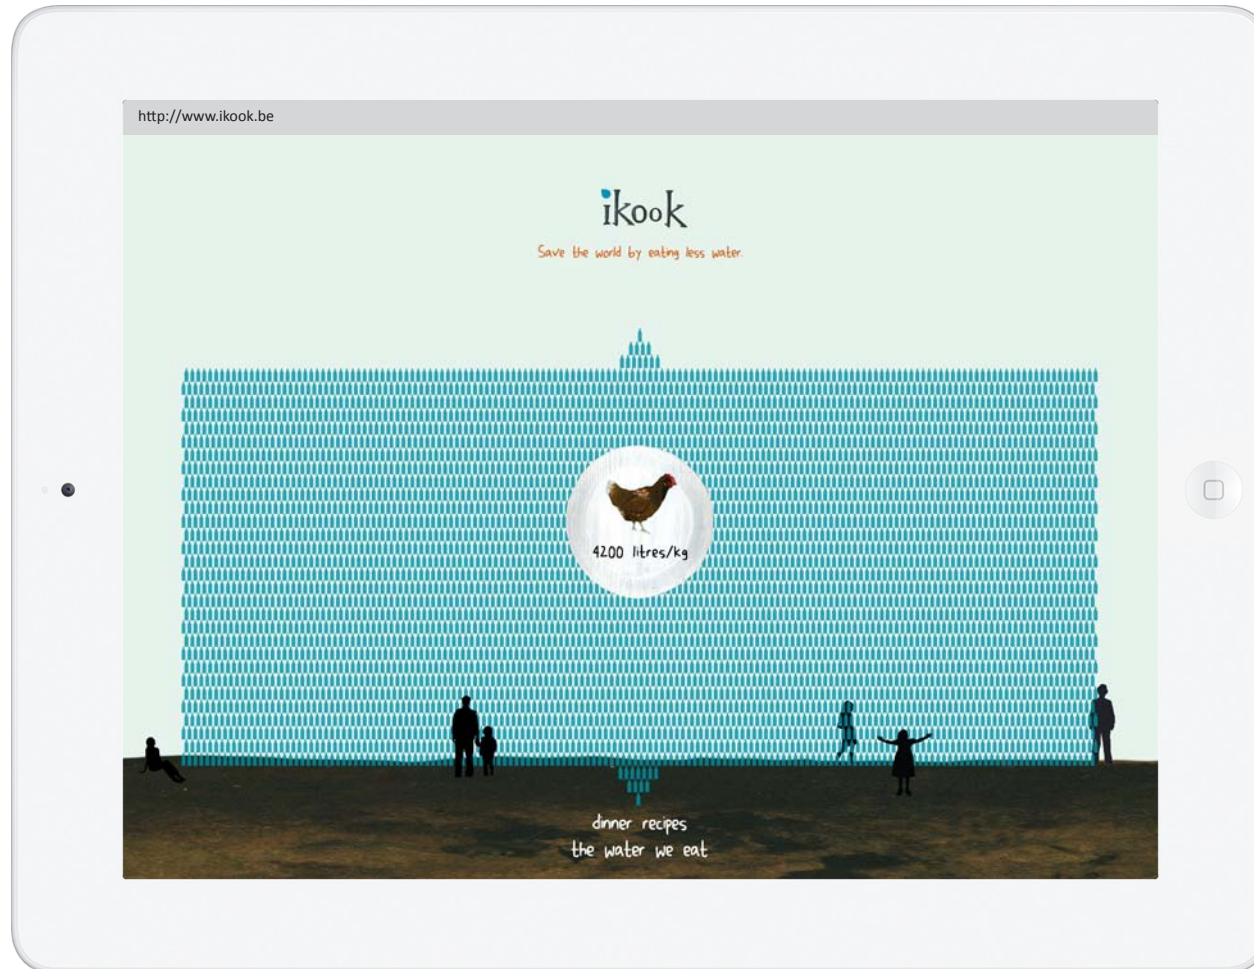 http://www.ikook.be
ikook
Save the world by eating less water.
4200 litres/kg
dinner recipes
the water we eat